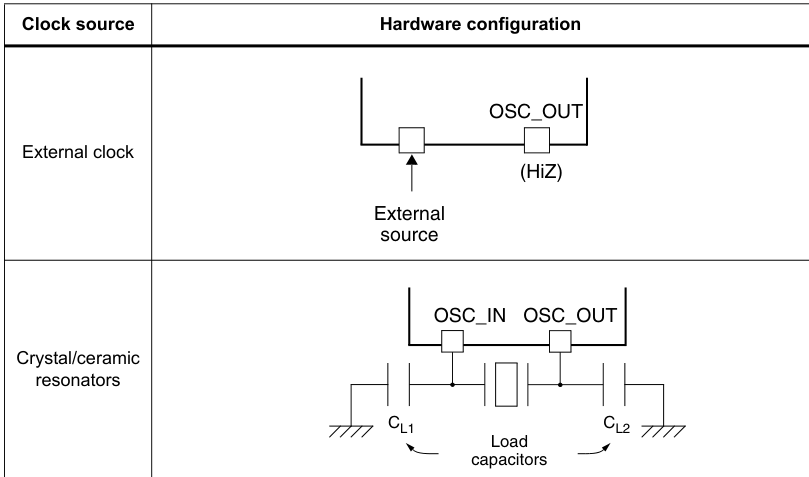 Clock source
Hardware configuration
External clock
OSC_OUT
(HiZ)
External
source
Crystal/ceramic
resonators
OSC_IN OSC_OUT
CL1
CL2
Load
capacitors